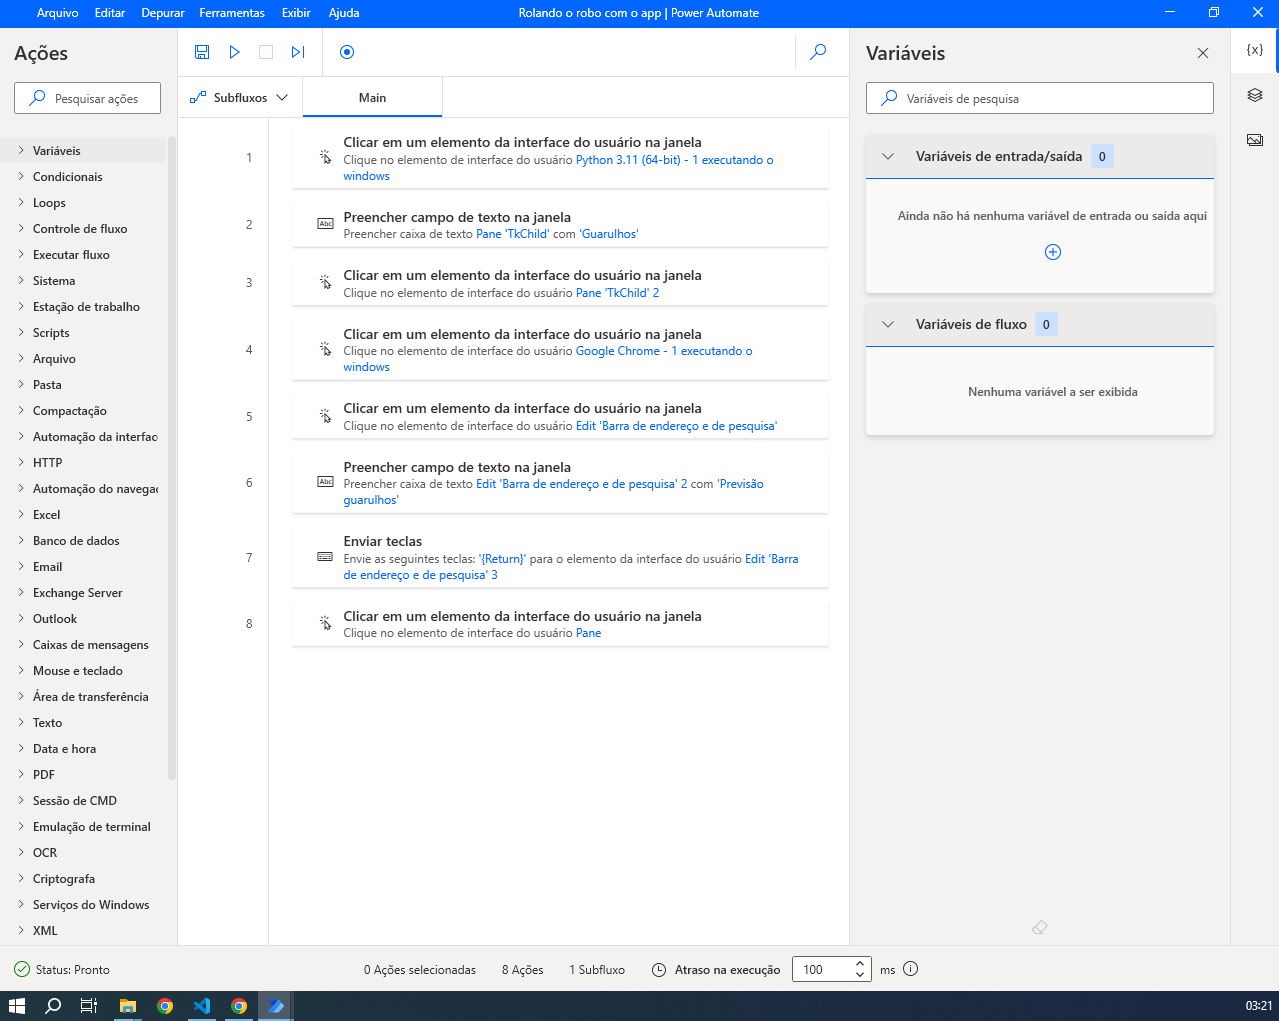 Arquivo Editar Depurar Ferramentas Exibir Ajuda Rolando o robo com o app | Power Automate
Ações
Pesquisar ações
Variáveis
Condicionais
Loops
Controle de fluxo
Executar fluxo
Sistema
Estação de trabalho
Scripts
Arquivo
Pasta
Compactação
Automação da interfac
HTTP
Automação do navegaç
Excel
Banco de dados
Email
Exchange Server
Outlook
Caixas de mensagens
Mouse e teclado
Área de transferência
Texto
Data e hora
PDF
Sessão de CMD
Emulação de terminal
OCR
Criptografa
Serviços do Windows
XML
Subfluxos Main
1
Clicar em um elemento da interface do usuário na janela
Clique no elemento de interface do usuário Python 3.11 (64-bit) - 1 executando o
windows
2
Preencher campo de texto na janela
Preencher caixa de texto Pane 'TkChild' com 'Guarulhos'
3
Clicar em um elemento da interface do usuário na janela
Clique no elemento de interface do usuário Pane 'TkChild' 2
4
Clicar em um elemento da interface do usuário na janela
Clique no elemento de interface do usuário Google Chrome - 1 executando o
windows
5
Clicar em um elemento da interface do usuário na janela
Clique no elemento de interface do usuário Edit 'Barra de endereço e de pesquisa'
6
Preencher campo de texto na janela
Preencher caixa de texto Edit 'Barra de endereço e de pesquisa' 2 com 'Previsão
guarulhos'
7
Enviar teclas
Envie as seguintes teclas: '{Return}' para o elemento da interface do usuário Edit 'Barra
de endereço e de pesquisa' 3
8
Clicar em um elemento da interface do usuário na janela
Clique no elemento de interface do usuário Pane
Variáveis
{x}
Variáveis de pesquisa
Variáveis de entrada/saída 0
Ainda não há nenhuma variável de entrada ou saída aqui
Variáveis de fluxo 0
Nenhuma variável a ser exibida
Status: Pronto 0 Ações selecionadas 8 Ações 1 Subfluxo Atraso na execução 100 ms
03:21